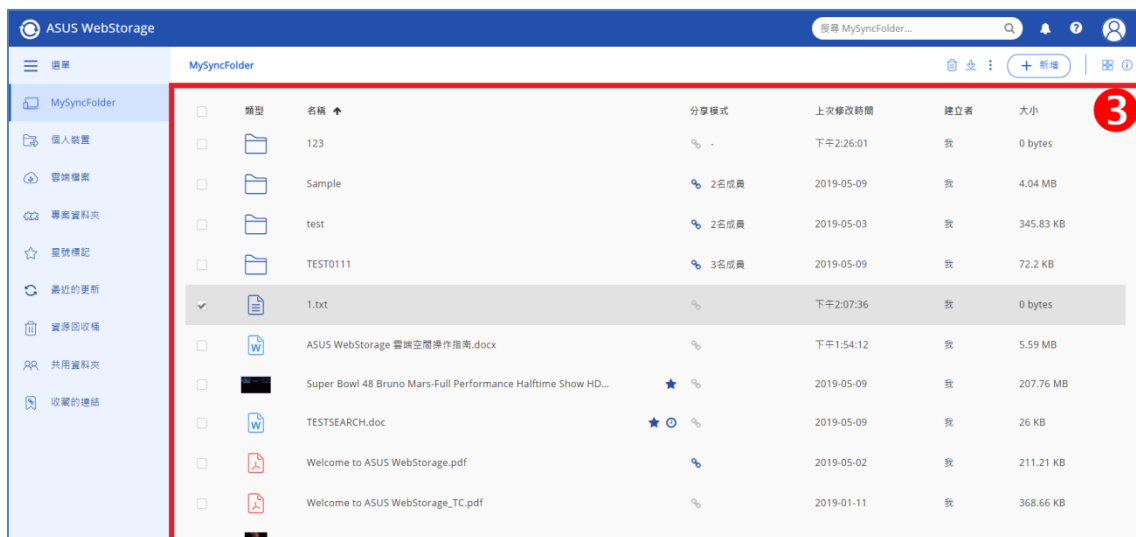 ASUS WebStorage
搜尋 MySyncFolder...
選單
MySyncFolder
+ 新增
MySyncFolder
個人裝置
雲端檔案
專案資料夾
星號標記
最近的更新
資源回收桶
共用資料夾
收藏的連結
類型 名稱 分享模式 上次修改時間 建立者 大小
3
123 - 下午2:26:01 我 0 bytes
Sample 2名成員 2019-05-09 我 4.04 MB
test 2名成員 2019-05-03 我 345.83 KB
TEST0111 3名成員 2019-05-09 我 72.2 KB
1.txt 下午2:07:36 我 0 bytes
ASUS WebStorage 雲端空間操作指南.docx 下午1:54:12 我 5.59 MB
Super Bowl 48 Bruno Mars-Full Performance Halftime Show HD... 2019-05-09 我 207.76 MB
TESTSEARCH.doc 2019-05-09 我 26 KB
Welcome to ASUS WebStorage.pdf 2019-05-02 我 211.21 KB
Welcome to ASUS WebStorage_TC.pdf 2019-01-11 我 368.66 KB